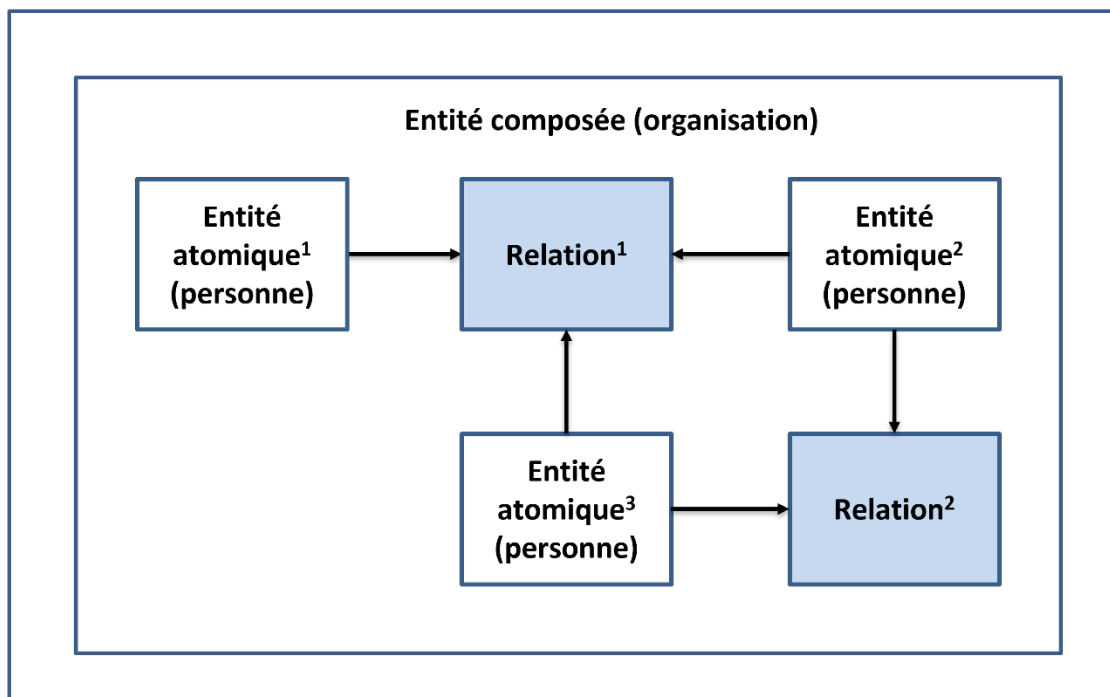 Entité composée (organisation)
Entité
atomique¹
(personne)
Relation¹
Entité
atomique²
(personne)
Entité
atomique³
(personne)
Relation²